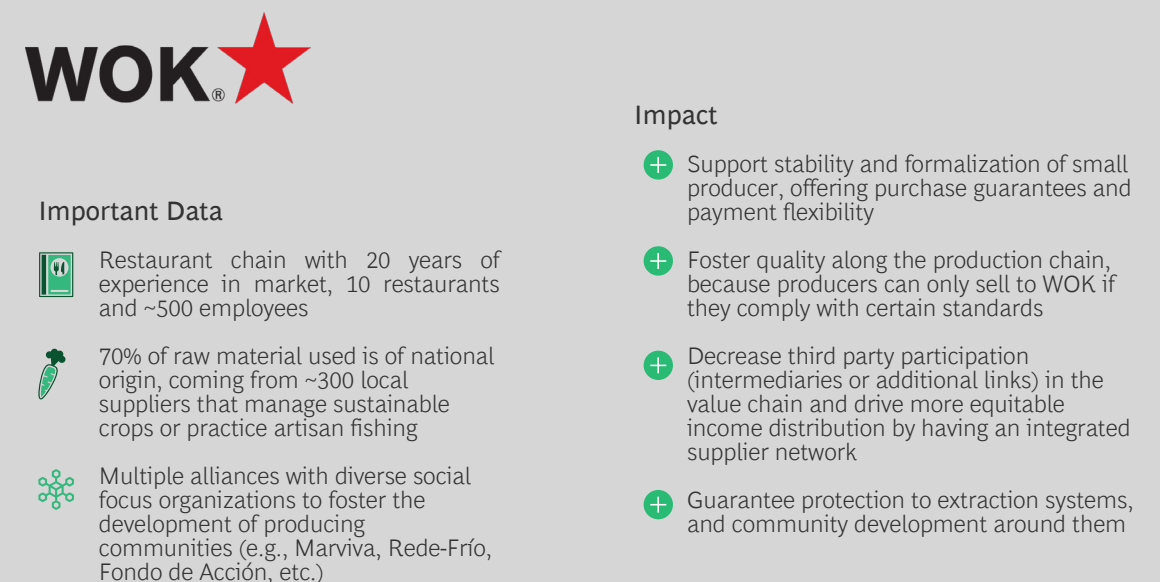 WOK®
Important Data
Restaurant chain with 20 years of
experience in market, 10 restaurants
and ~500 employees
70% of raw material used is of national
origin, coming from ~300 local
suppliers that manage sustainable
crops or practice artisan fishing
Multiple alliances with diverse social
focus organizations to foster the
development of producing
communities (e.g., Marviva, Rede-Frío,
Fondo de Acción, etc.)
Impact
Support stability and formalization of small
producer, offering purchase guarantees and
payment flexibility
Foster quality along the production chain,
because producers can only sell to WOK if
they comply with certain standards
Decrease third party participation
(intermediaries or additional links) in the
value chain and drive more equitable
income distribution by having an integrated
supplier network
Guarantee protection to extraction systems,
and community development around them